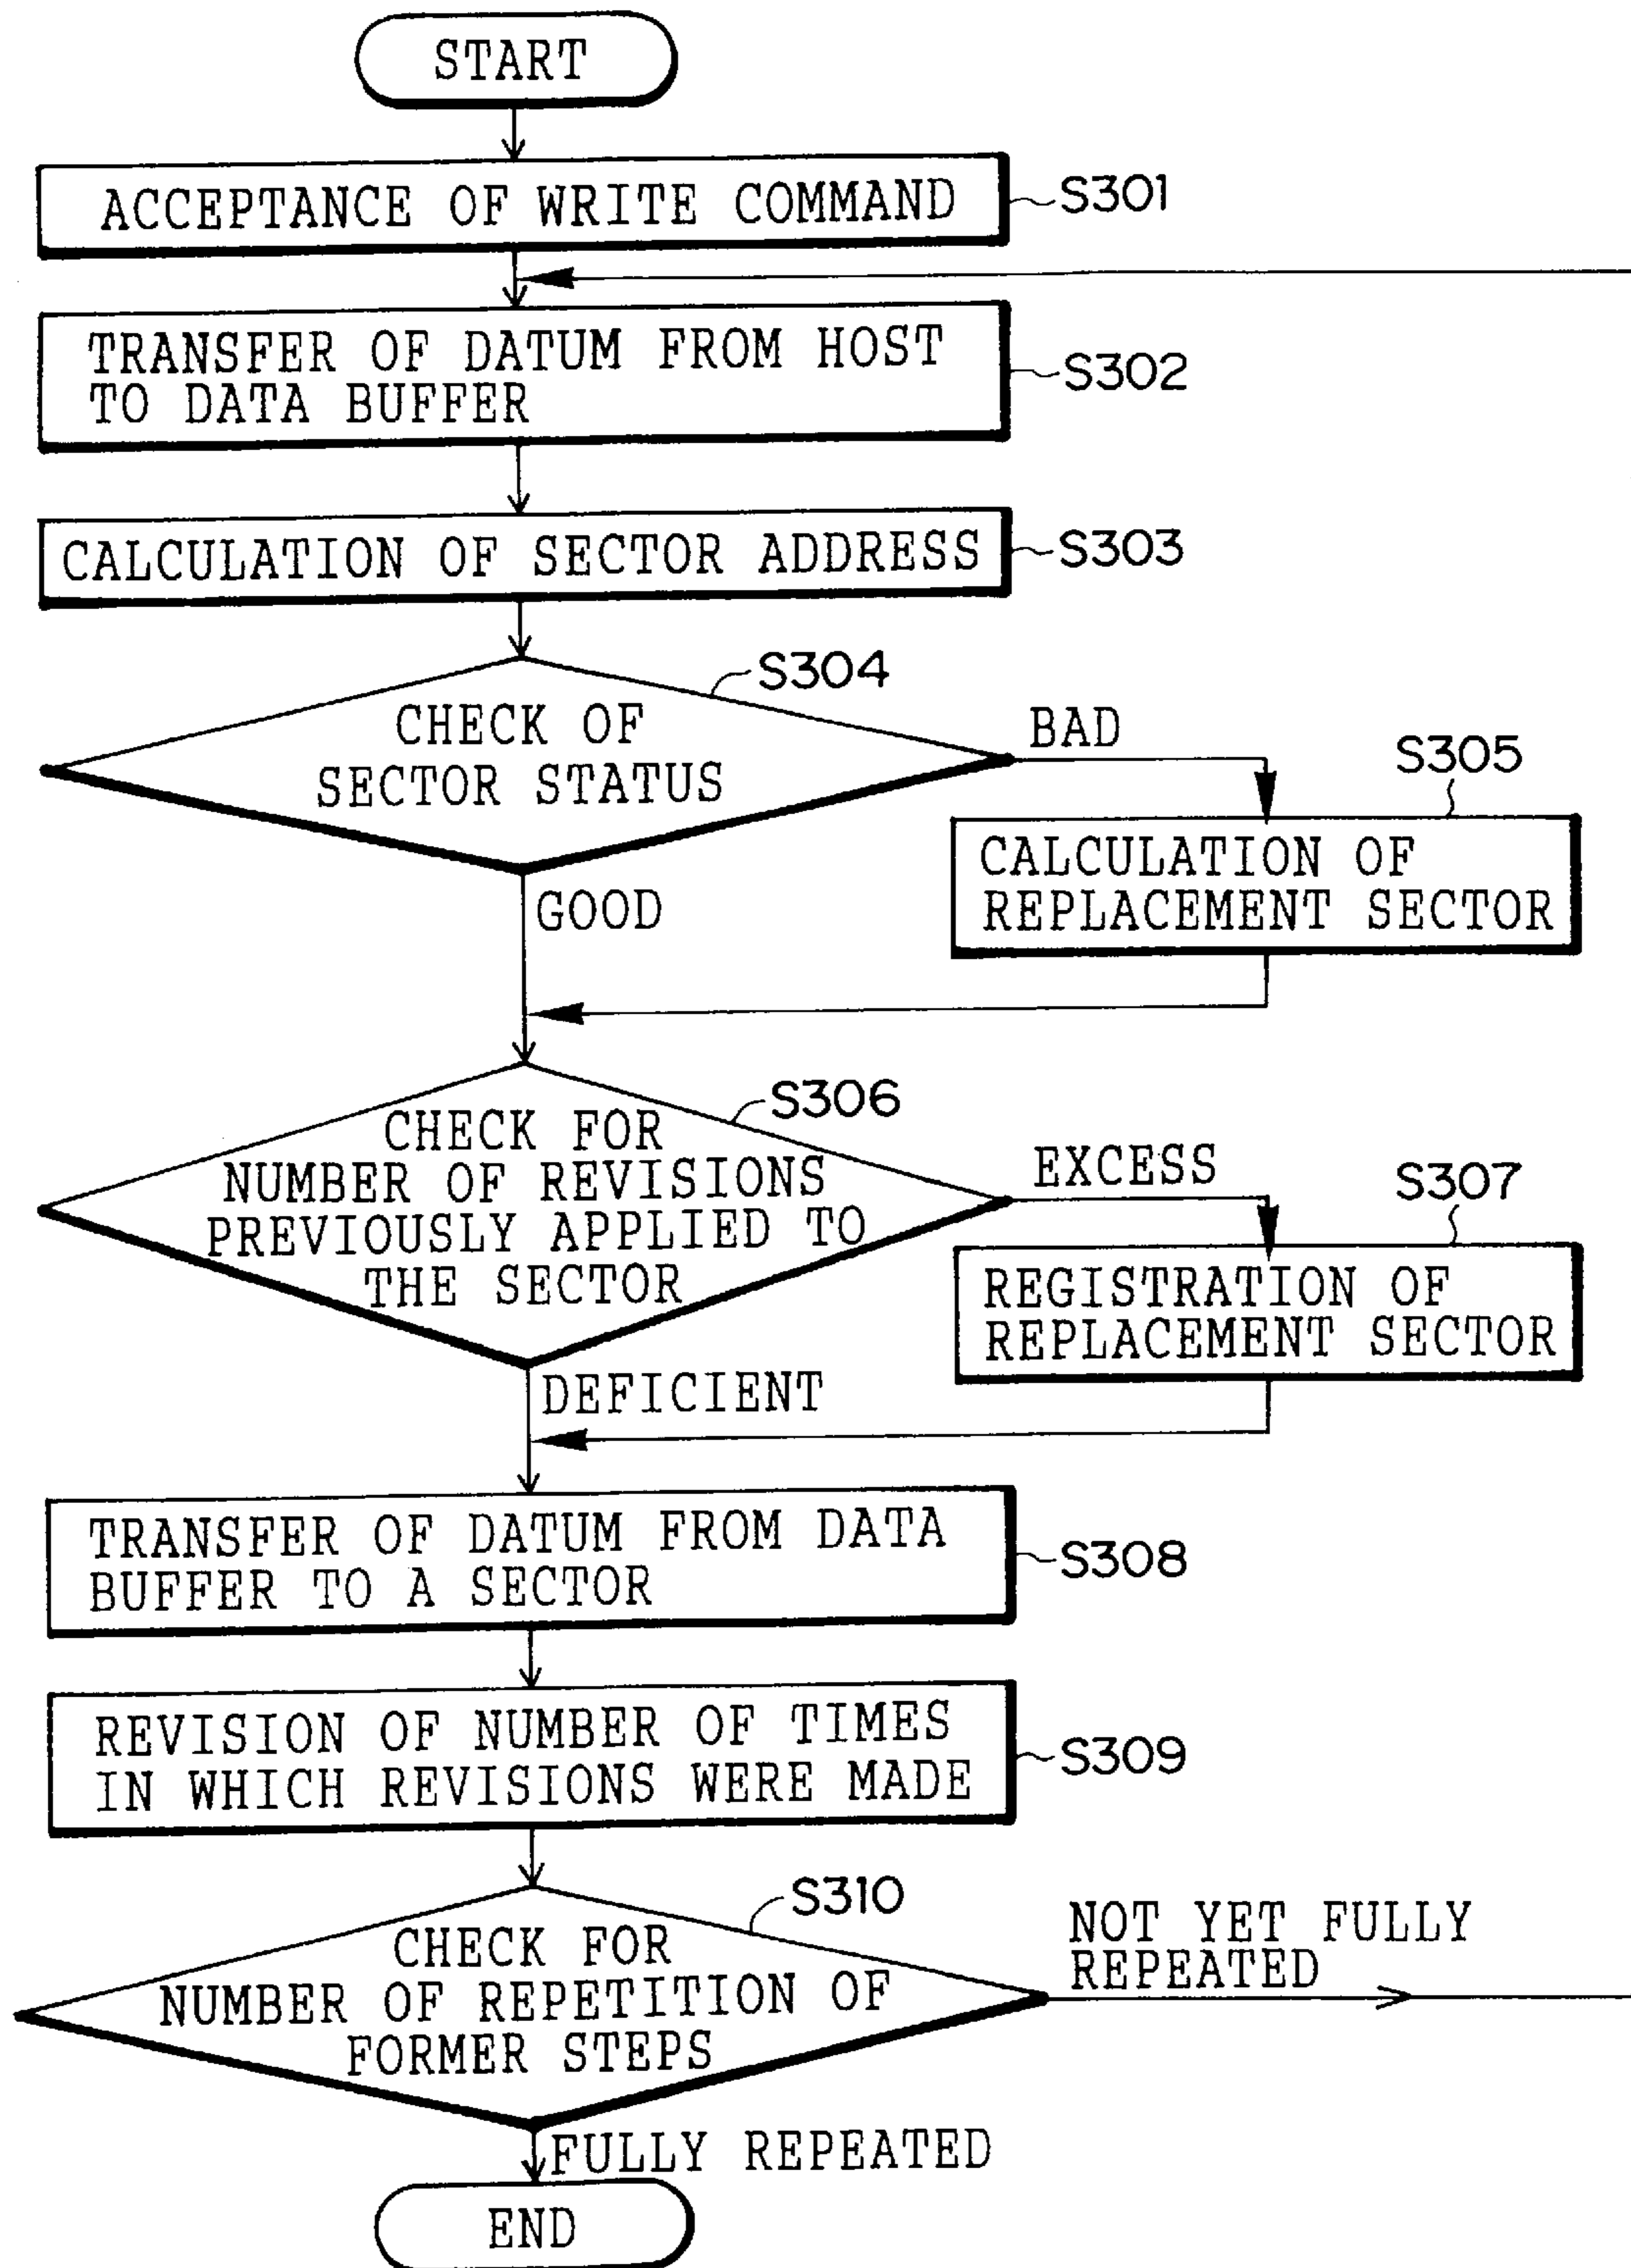 START
ACCEPTANCE OF WRITE COMMAND
S301
TRANSFER OF DATUM FROM HOST
TO DATA BUFFER
S302
CALCULATION OF SECTOR ADDRESS
S303
S304
CHECK OF
SECTOR STATUS
BAD
GOOD
S305
CALCULATION OF
REPLACEMENT SECTOR
S306
CHECK FOR
NUMBER OF REVISIONS
PREVIOUSLY APPLIED TO
THE SECTOR
EXCESS
DEFICIENT
S307
REGISTRATION OF
REPLACEMENT SECTOR
TRANSFER OF DATUM FROM DATA
BUFFER TO A SECTOR
S308
REVISION OF NUMBER OF TIMES
IN WHICH REVISIONS WERE MADE
S309
S310
CHECK FOR
NUMBER OF REPETITION OF
FORMER STEPS
NOT YET FULLY
REPEATED
FULLY REPEATED
END